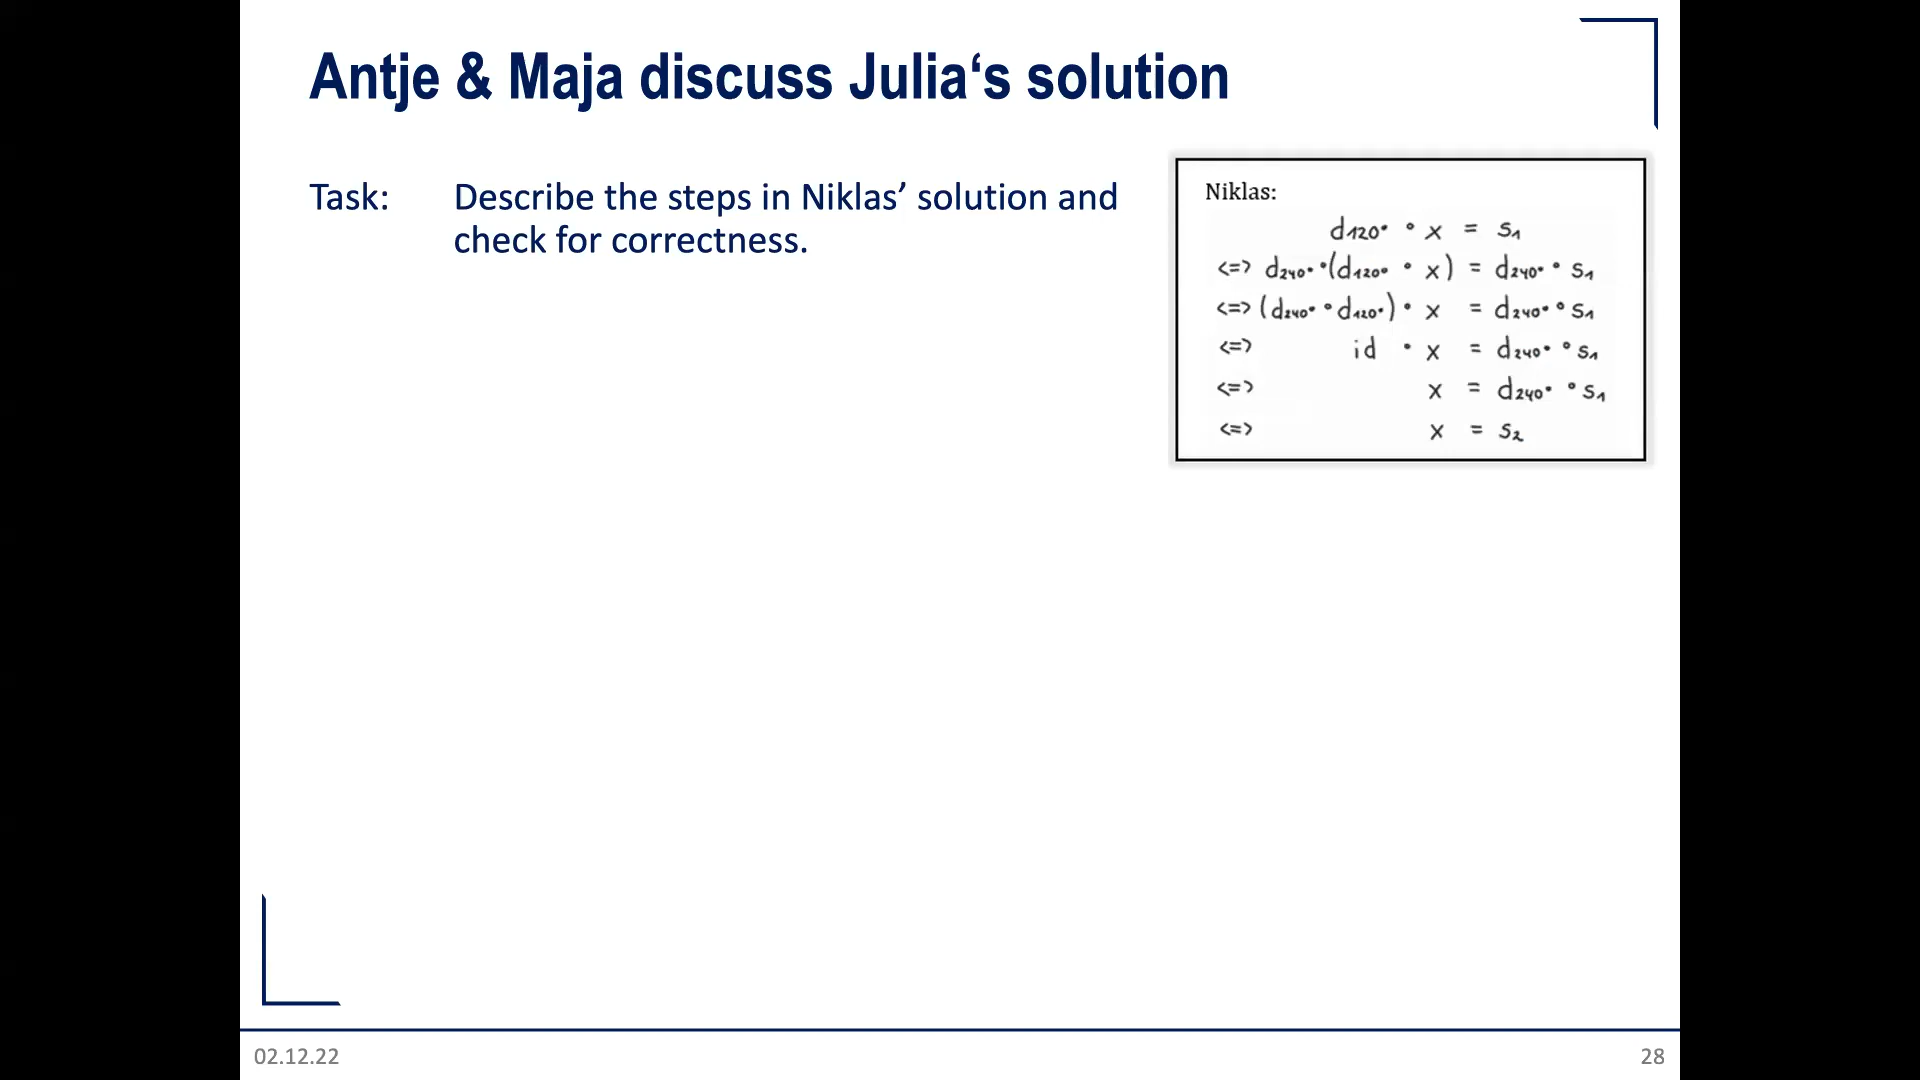 Antje & Maja discuss Julia‘s solution
Task: Describe the steps in Niklas’ solution and
check for correctness.
Niklas:
d₁₂₀° ∘ x = s₁
<=> d₂₄₀° ∘ (d₁₂₀° ∘ x) = d₂₄₀° ∘ s₁
<=> (d₂₄₀° ∘ d₁₂₀°) ∘ x = d₂₄₀° ∘ s₁
<=> id ∘ x = d₂₄₀° ∘ s₁
<=> x = d₂₄₀° ∘ s₁
<=> x = s₂
02.12.22
28